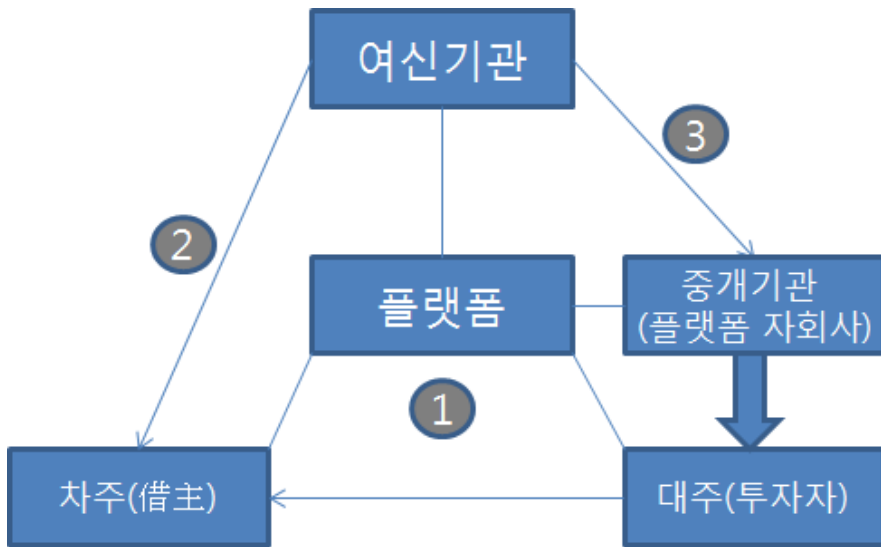 여신기관
3
2
플랫폼
중개기관
(플랫폼 자회사)
1
차주(借主)
대주(투자자)